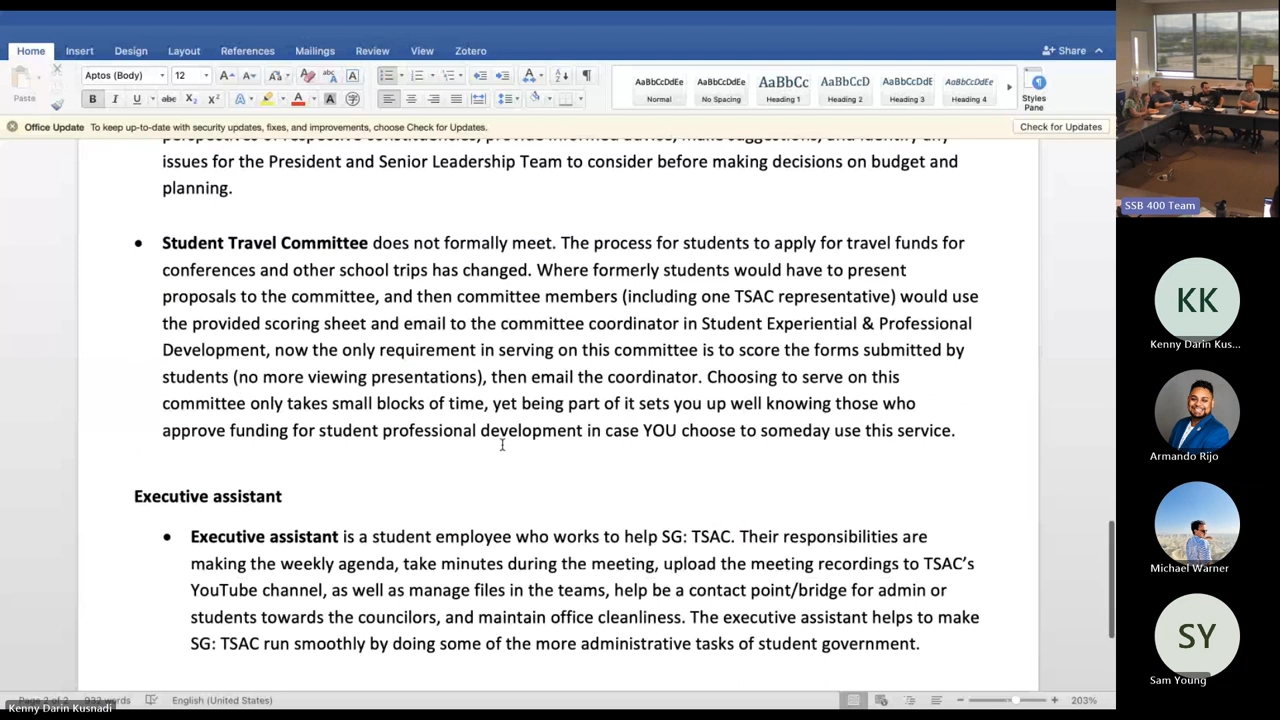 Home Insert Design Layout References Mailings Review View Zotero Share
Aptos (Body) 12
Paste
AaBbCcDdEe AaBbCcDdEe AaBbCc AaBbCcD AaBbCcDdE AaBbCcDdEe
Normal No Spacing Heading 1 Heading 2 Heading 3 Heading 4 Styles Pane
Office Update To keep up-to-date with security updates, fixes, and improvements, choose Check for Updates. Check for Updates
issues for the President and Senior Leadership Team to consider before making decisions on budget and
planning.
• Student Travel Committee does not formally meet. The process for students to apply for travel funds for
conferences and other school trips has changed. Where formerly students would have to present
proposals to the committee, and then committee members (including one TSAC representative) would use
the provided scoring sheet and email to the committee coordinator in Student Experiential & Professional
Development, now the only requirement in serving on this committee is to score the forms submitted by
students (no more viewing presentations), then email the coordinator. Choosing to serve on this
committee only takes small blocks of time, yet being part of it sets you up well knowing those who
approve funding for student professional development in case YOU choose to someday use this service.
Executive assistant
• Executive assistant is a student employee who works to help SG: TSAC. Their responsibilities are
making the weekly agenda, take minutes during the meeting, upload the meeting recordings to TSAC's
YouTube channel, as well as manage files in the teams, help be a contact point/bridge for admin or
students towards the councilors, and maintain office cleanliness. The executive assistant helps to make
SG: TSAC run smoothly by doing some of the more administrative tasks of student government.
Page 2 of 2 932 words English (United States) 203%
Kenny Darin Kusnadi
SSB 400 Team
KK
Kenny Darin Kus...
Armando Rijo
Michael Warner
SY
Sam Young